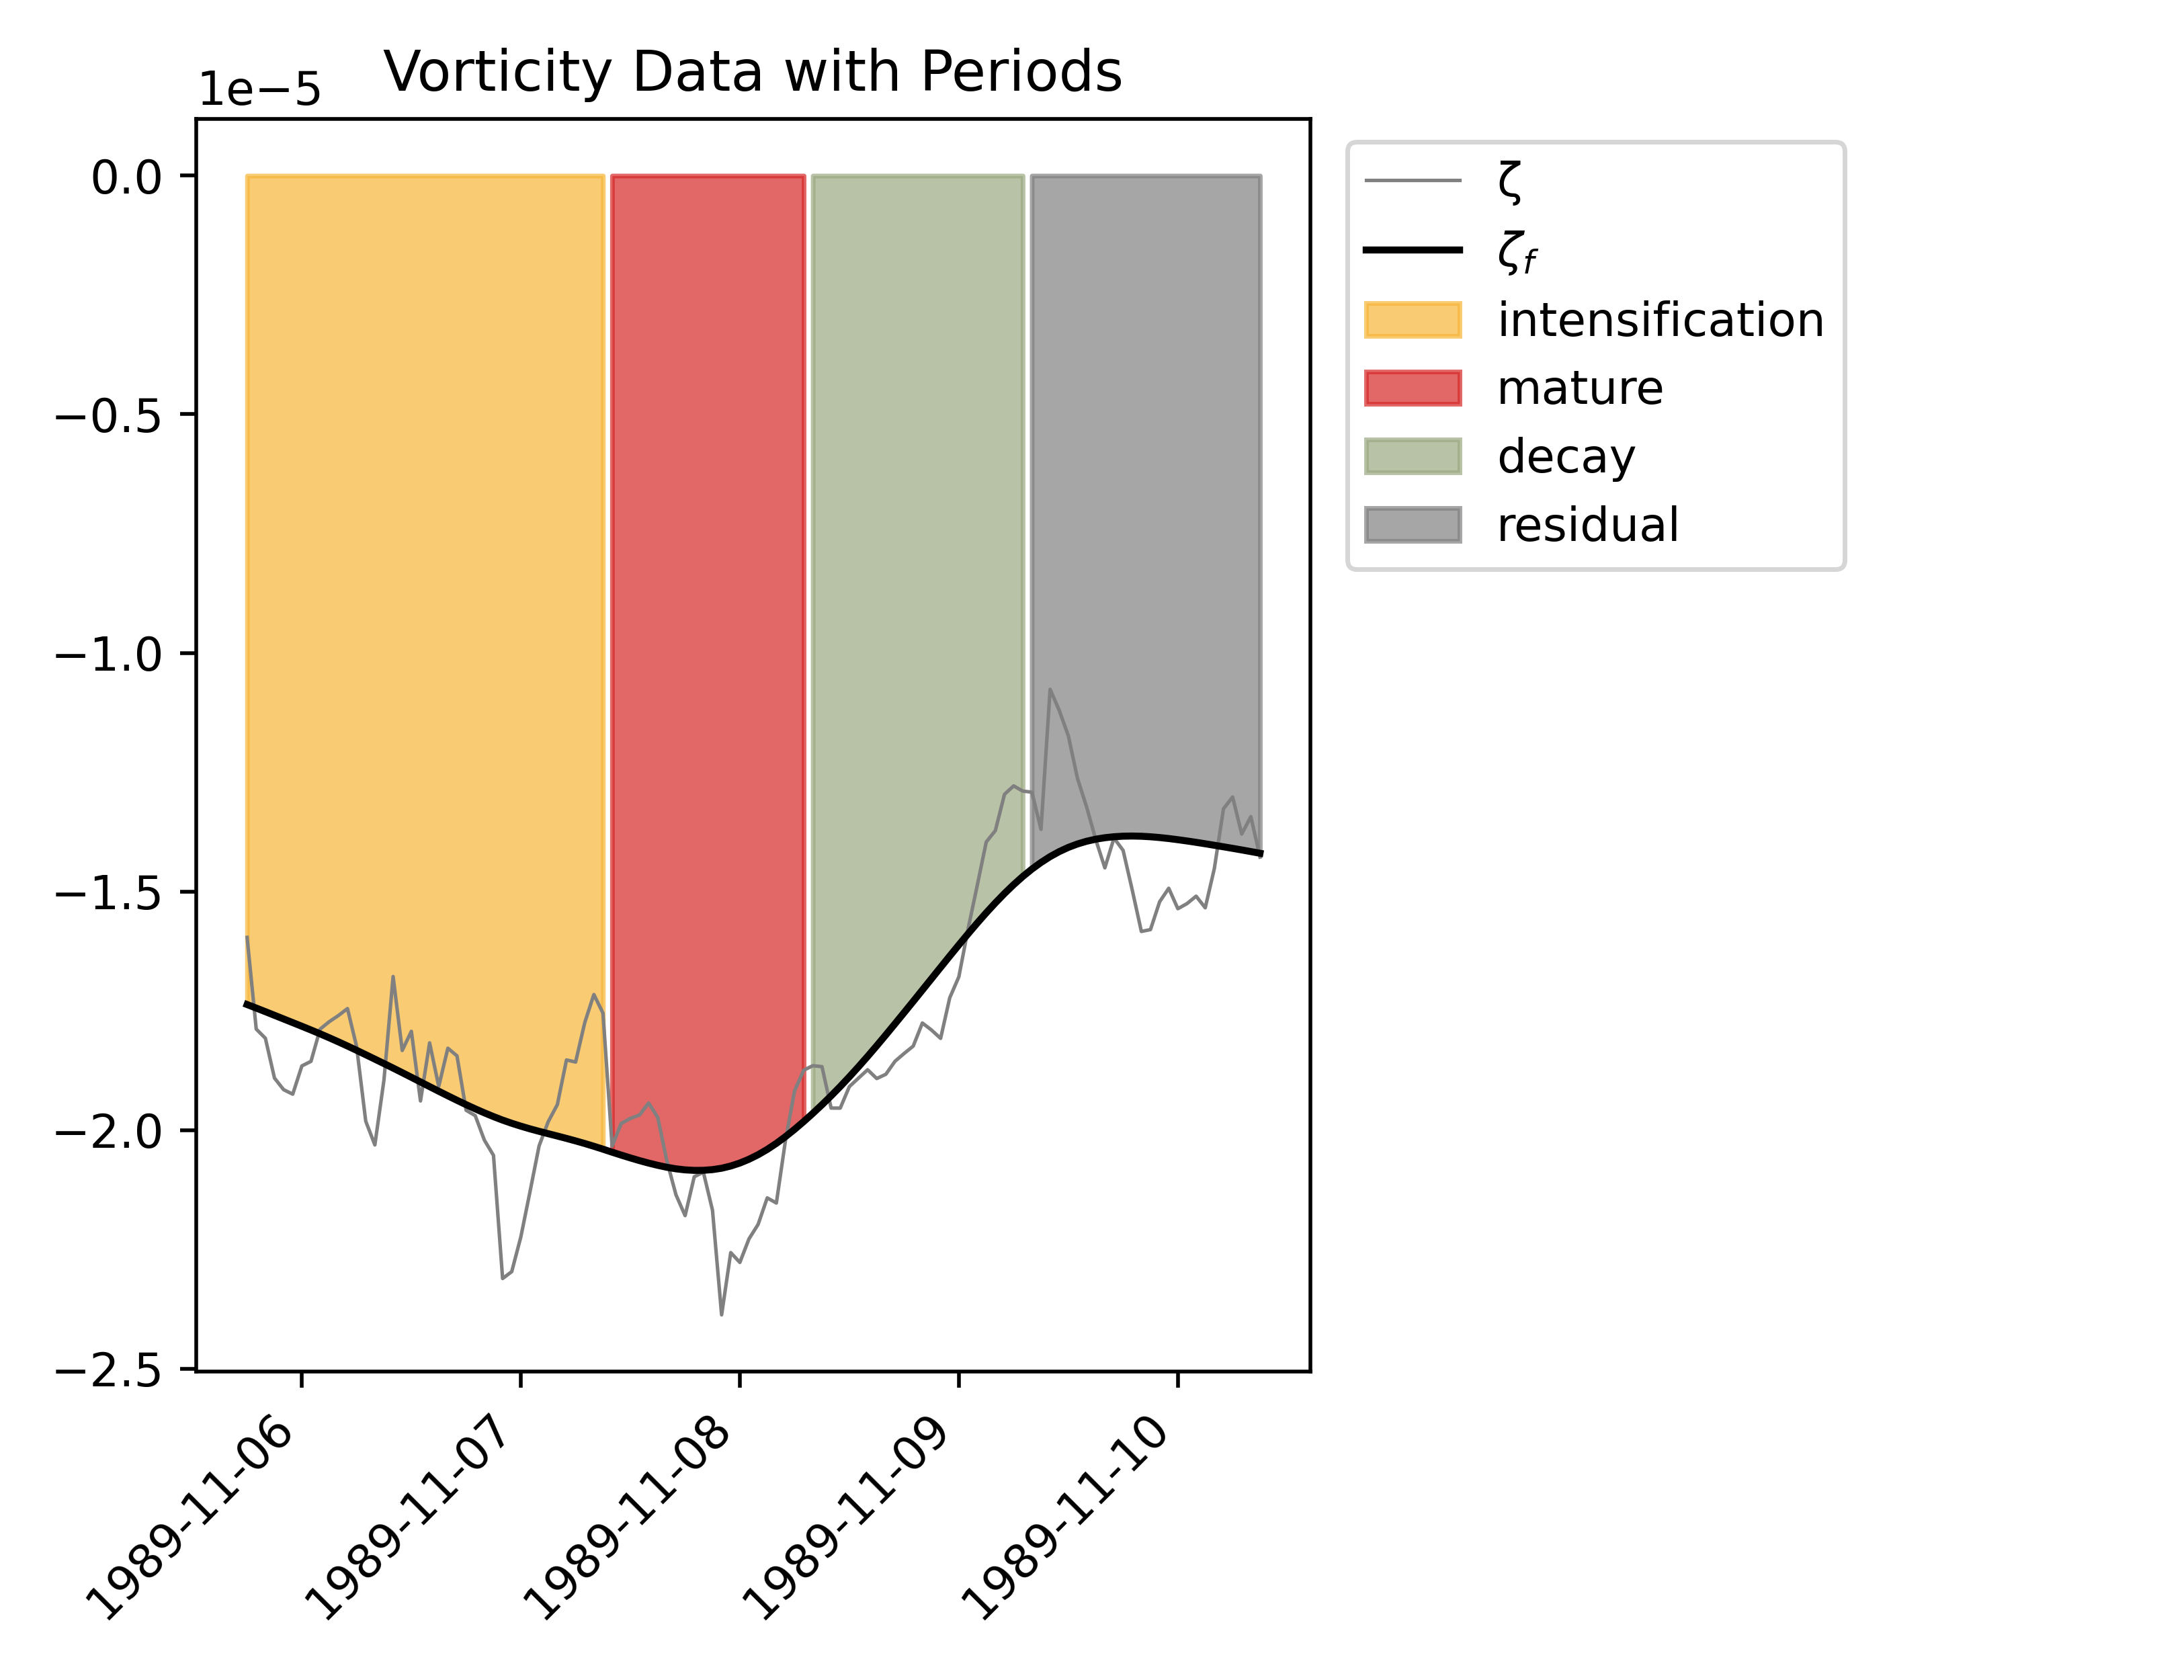 Vorticity Data with Periods
1e−5
0.0
−0.5
−1.0
−1.5
−2.0
−2.5
1989-11-06
1989-11-07
1989-11-08
1989-11-09
1989-11-10
ζ
ζf
intensification
mature
decay
residual